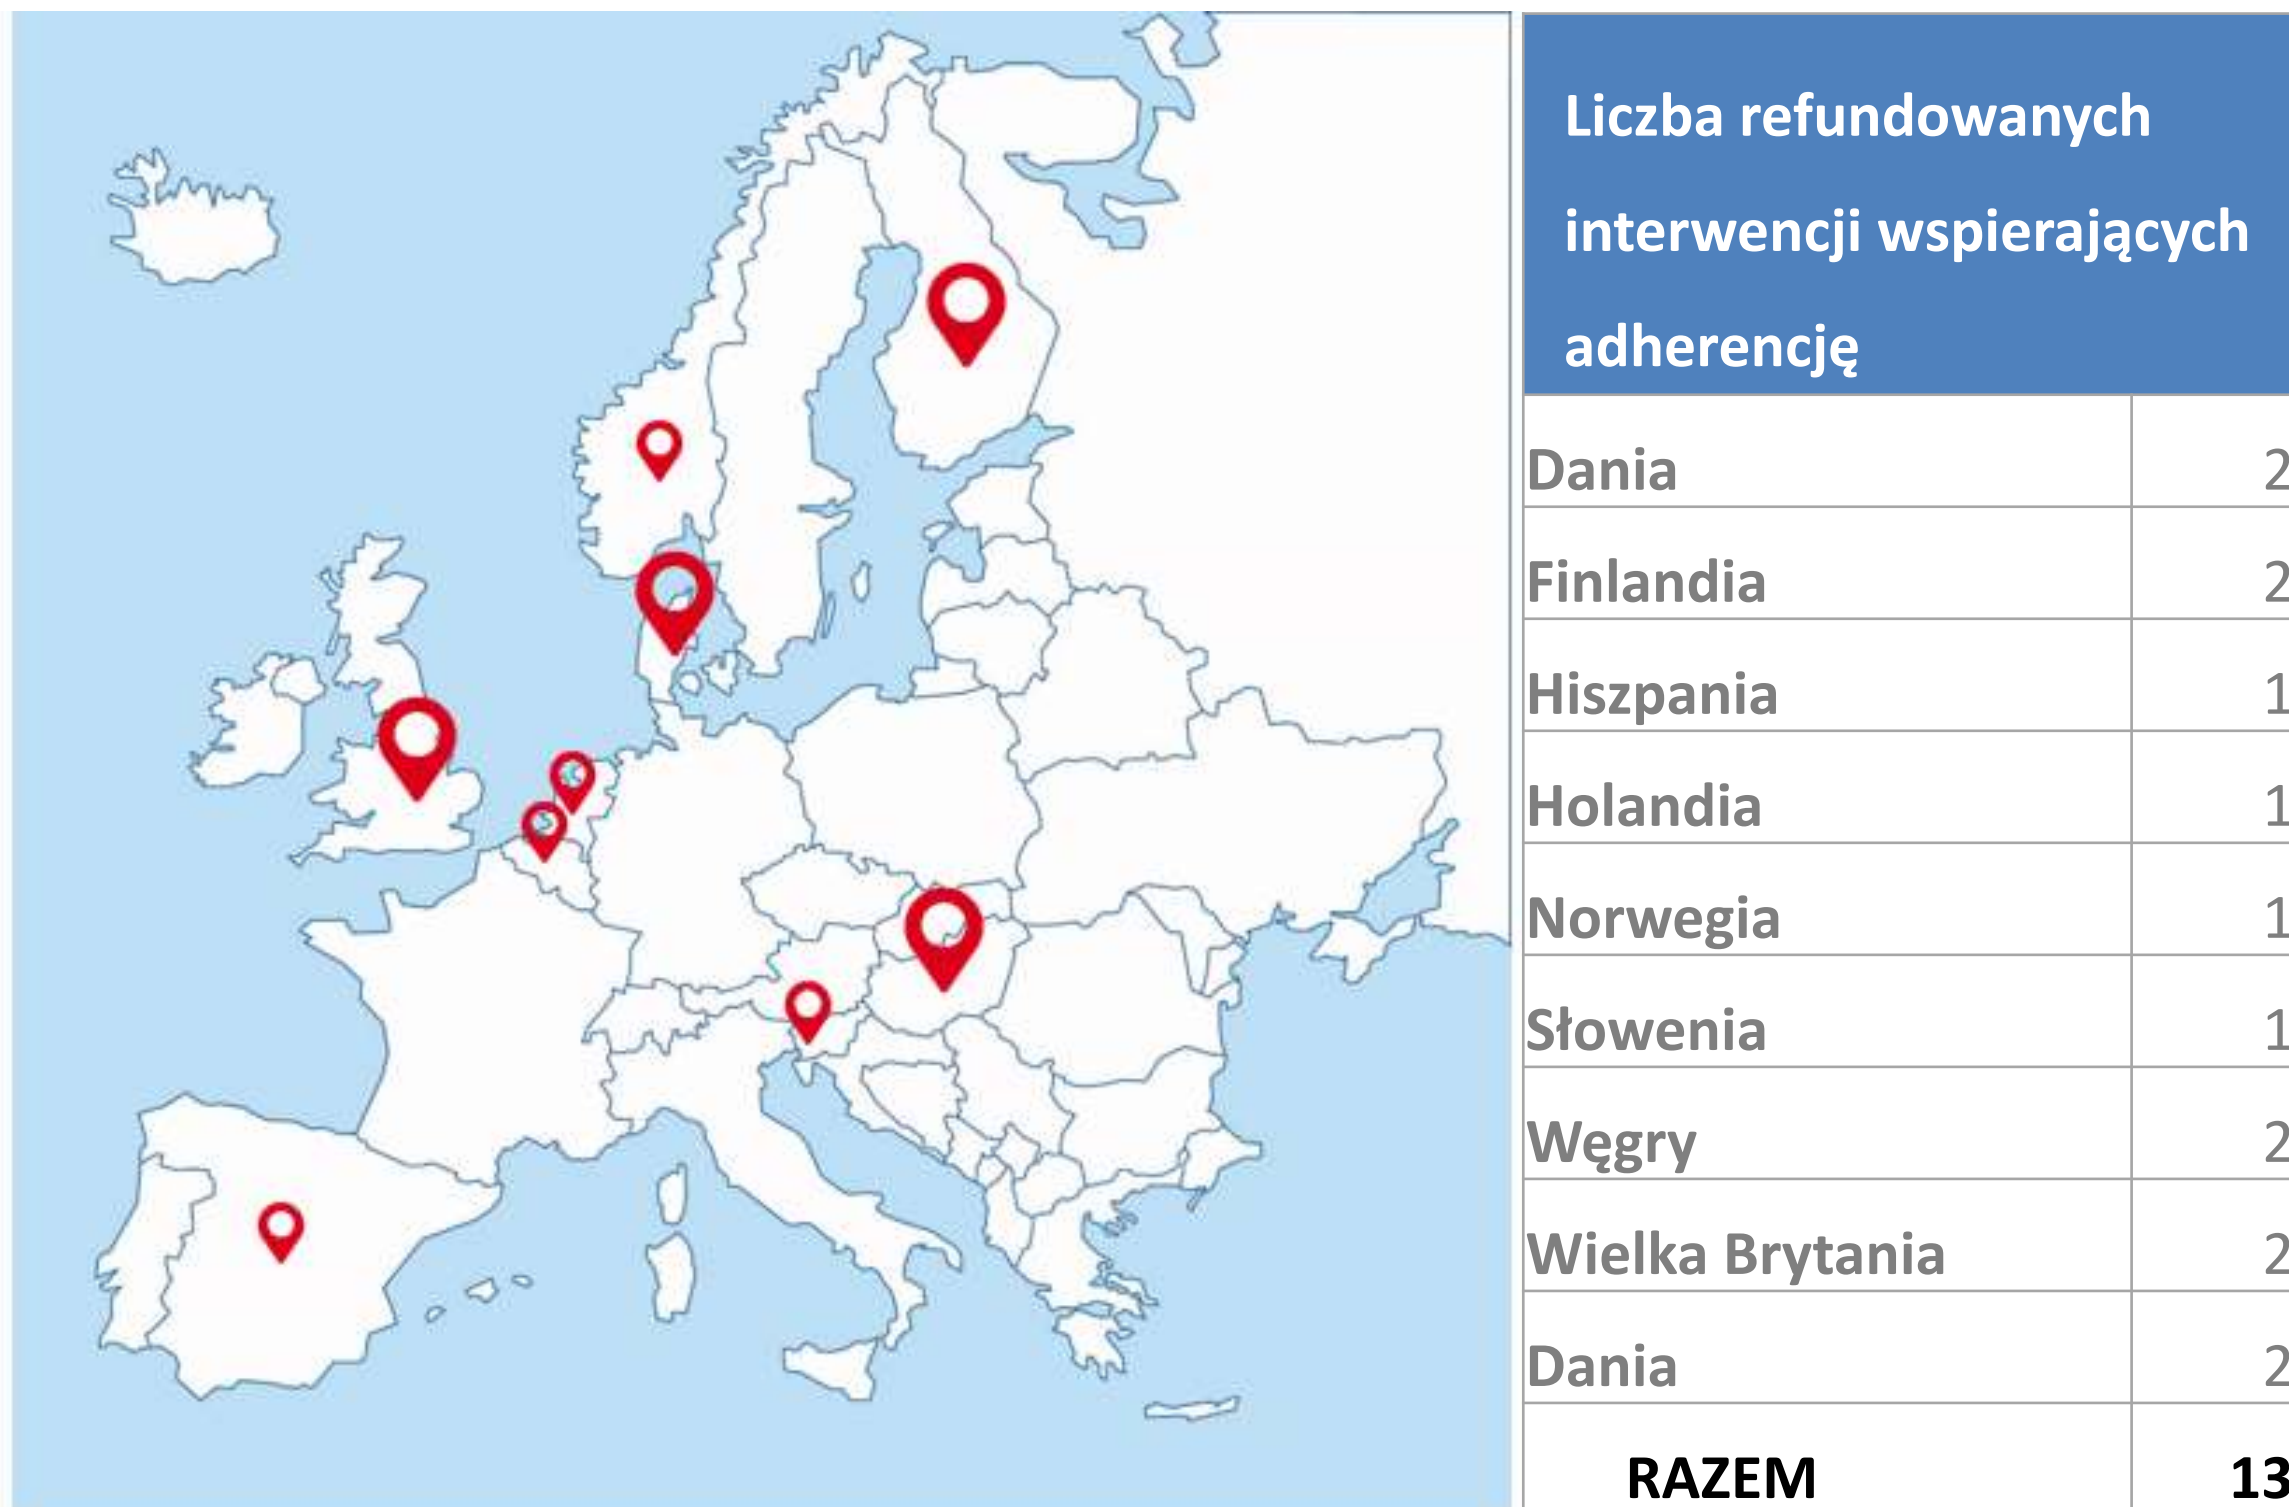 Liczba refundowanych
interwencji wspierających
adherencję
Dania 2
Finlandia 2
Hiszpania 1
Holandia 1
Norwegia 1
Słowenia 1
Węgry 2
Wielka Brytania 2
Dania 2
RAZEM 13